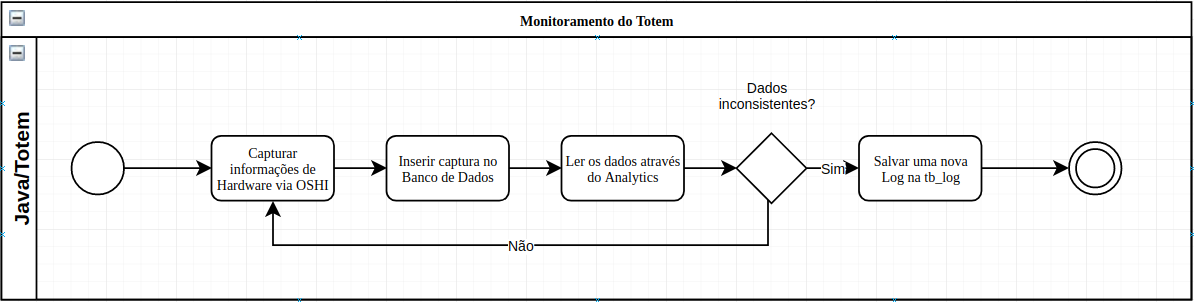 Monitoramento do Totem
Java/Totem
Capturar
informações de
Hardware via OSHI
Inserir captura no
Banco de Dados
Ler os dados através
do Analytics
Dados
inconsistentes?
Sim
Salvar uma nova
Log na tb_log
Não